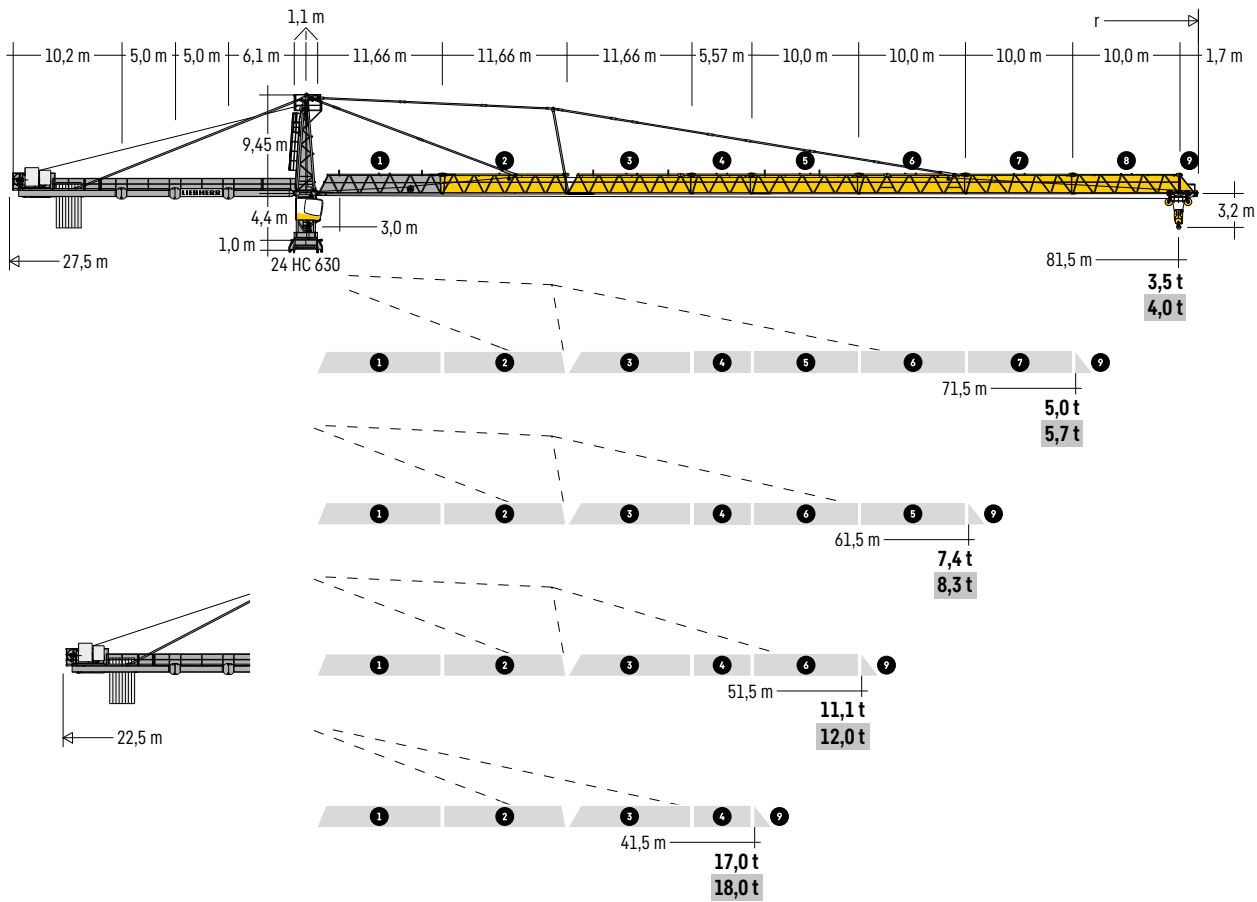 1,1 m
r
10,2 m 5,0 m 5,0 m 6,1 m 11,66 m 11,66 m 11,66 m 5,57 m 10,0 m 10,0 m 10,0 m 10,0 m 1,7 m
9,45 m
1 2 3 4 5 6 7 8 9
LIEBHERR
4,4 m
3,0 m
3,2 m
1,0 m
27,5 m
24 HC 630
81,5 m
3,5 t
4,0 t
1 2 3 4 5 6 7 9
71,5 m
5,0 t
5,7 t
1 2 3 4 6 5 9
61,5 m
7,4 t
8,3 t
1 2 3 4 6 9
51,5 m
11,1 t
12,0 t
22,5 m
1 2 3 4 9
41,5 m
17,0 t
18,0 t